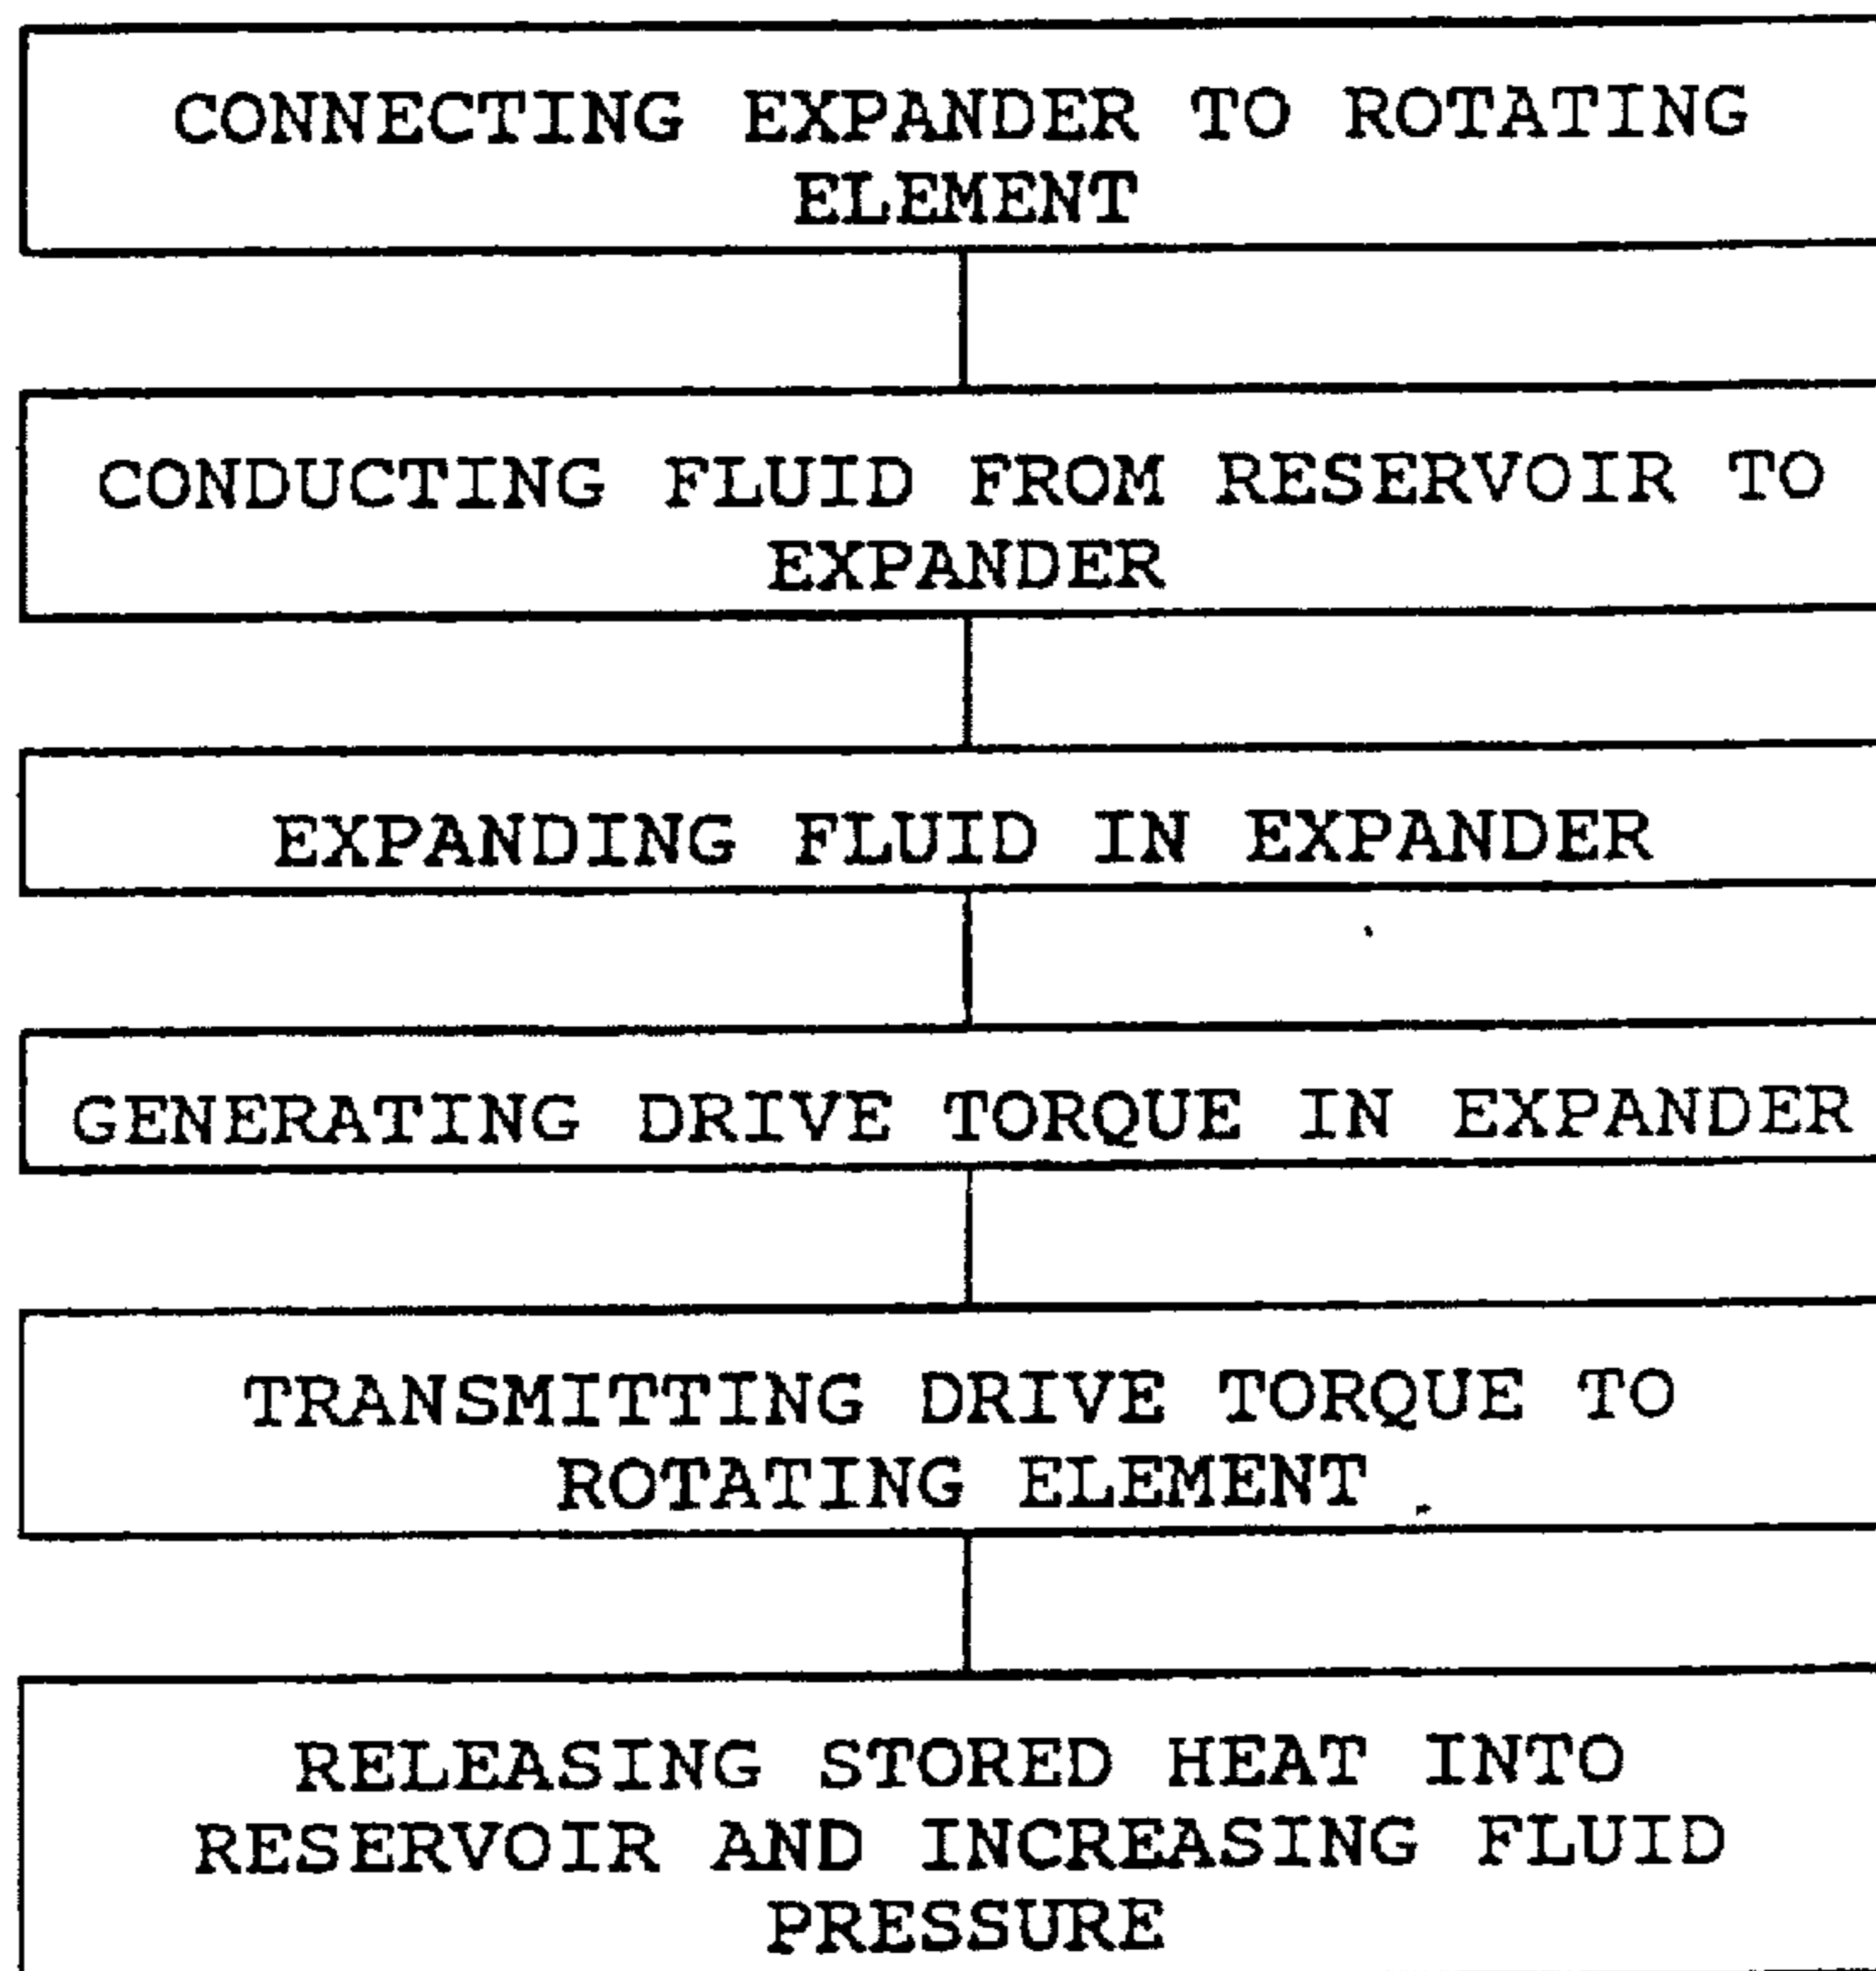 CONNECTING EXPANDER TO ROTATING
ELEMENT
CONDUCTING FLUID FROM RESERVOIR TO
EXPANDER
EXPANDING FLUID IN EXPANDER
GENERATING DRIVE TORQUE IN EXPANDER
TRANSMITTING DRIVE TORQUE TO
ROTATING ELEMENT
RELEASING STORED HEAT INTO
RESERVOIR AND INCREASING FLUID
PRESSURE